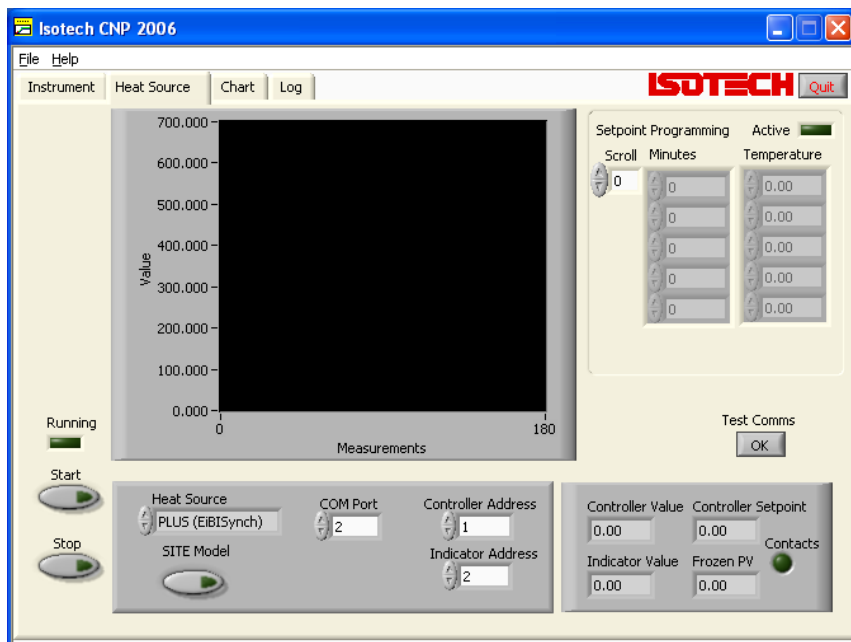 Isotech CNP 2006
File Help
Instrument Heat Source Chart Log ISOTECH Quit
700.000
600.000
500.000
400.000
300.000
200.000
100.000
0.000
Value
0 180
Measurements
Setpoint Programming Active
Scroll Minutes Temperature
0 0 0.00
0 0.00
0 0.00
0 0.00
0 0.00
Running
Start
Stop
Test Comms
OK
Heat Source COM Port Controller Address
PLUS (EiBISynch) 2 1
SITE Model Indicator Address
2
Controller Value Controller Setpoint
0.00 0.00
Contacts
Indicator Value Frozen PV
0.00 0.00